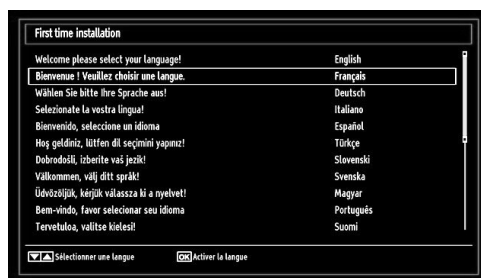 First time installation
Welcome please select your language! English
Bienvenue ! Veuillez choisir une langue. Français
Wählen Sie bitte Ihre Sprache aus! Deutsch
Selezionate la vostra lingua! Italiano
Bienvenido, seleccione un idioma Español
Hoş geldiniz, lütfen dil seçimini yapınız! Türkçe
Dobrodošli, izberite vaš jezik! Slovenski
Välkommen, välj ditt språk! Svenska
Üdvözöljük, kérjük válassza ki a nyelvet! Magyar
Bem-vindo, favor selecionar seu idioma Português
Tervetuloa, valitse kielesi! Suomi
Sélectionner une langue OK Activer la langue